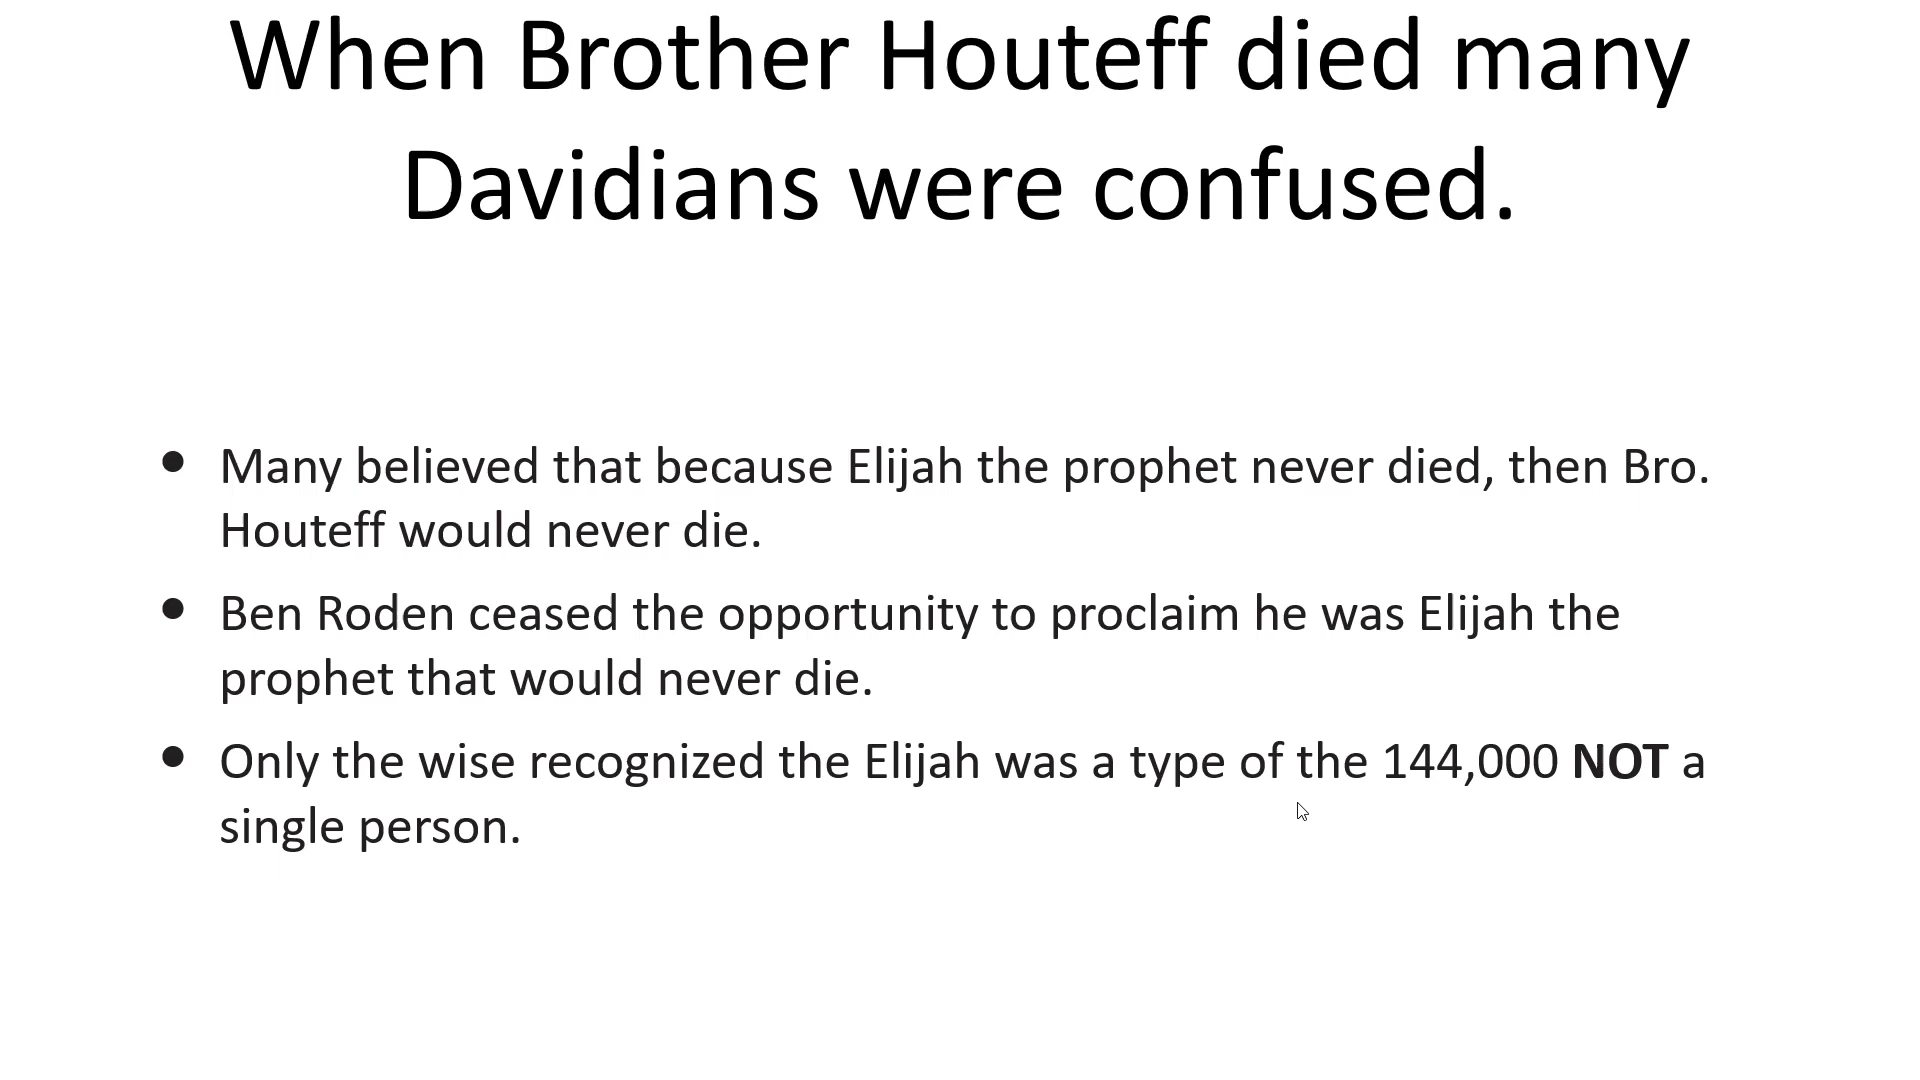 When Brother Houteff died many
Davidians were confused.
• Many believed that because Elijah the prophet never died, then Bro.
Houteff would never die.
• Ben Roden ceased the opportunity to proclaim he was Elijah the
prophet that would never die.
• Only the wise recognized the Elijah was a type of the 144,000 NOT a
single person.